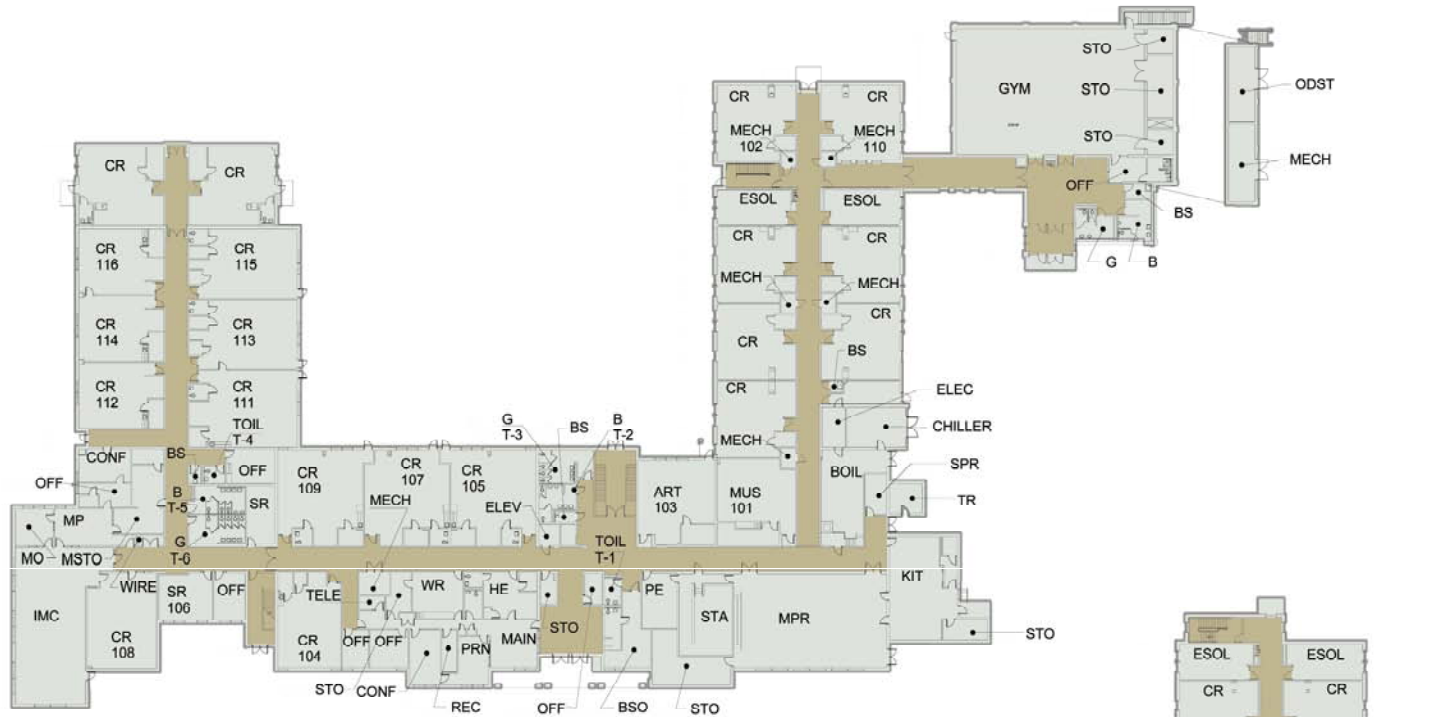 STO
ODST
CR
CR
GYM
STO
MECH
102
MECH
110
STO
MECH
CR
CR
OFF
ESOL
ESOL
BS
CR
116
CR
115
CR
CR
G
B
MECH
MECH
CR
114
CR
113
CR
CR
BS
CR
112
CR
111
CR
ELEC
TOIL
T-4
G
T-3
BS
B
T-2
CHILLER
MECH
CONF
BS
OFF
CR
109
CR
107
CR
105
BOIL
SPR
OFF
B
T-5
SR
MECH
ELEV
ART
103
MUS
101
TR
MP
G
T-6
TOIL
T-1
MO
MSTO
WIRE
SR
106
OFF
TELE
WR
HE
PE
KIT
IMC
STO
STA
MPR
CR
108
CR
104
OFF
OFF
PRN
MAIN
STO
ESOL
ESOL
STO
CONF
REC
OFF
BSO
STO
CR
CR